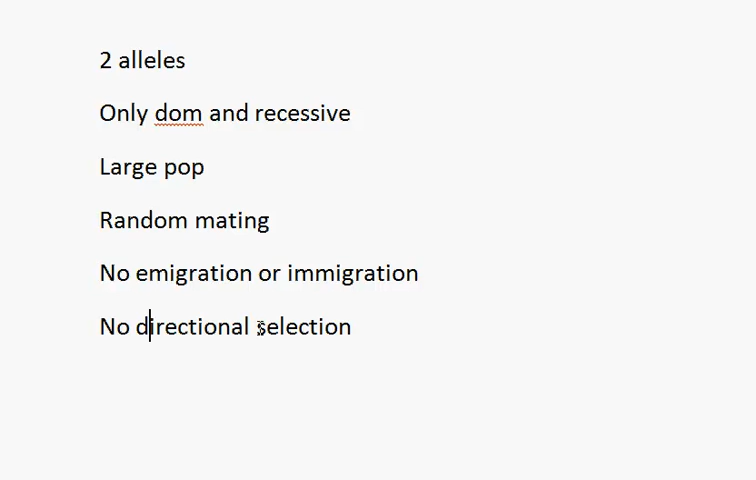 2 alleles
Only dom and recessive
Large pop
Random mating
No emigration or immigration
No directional selection